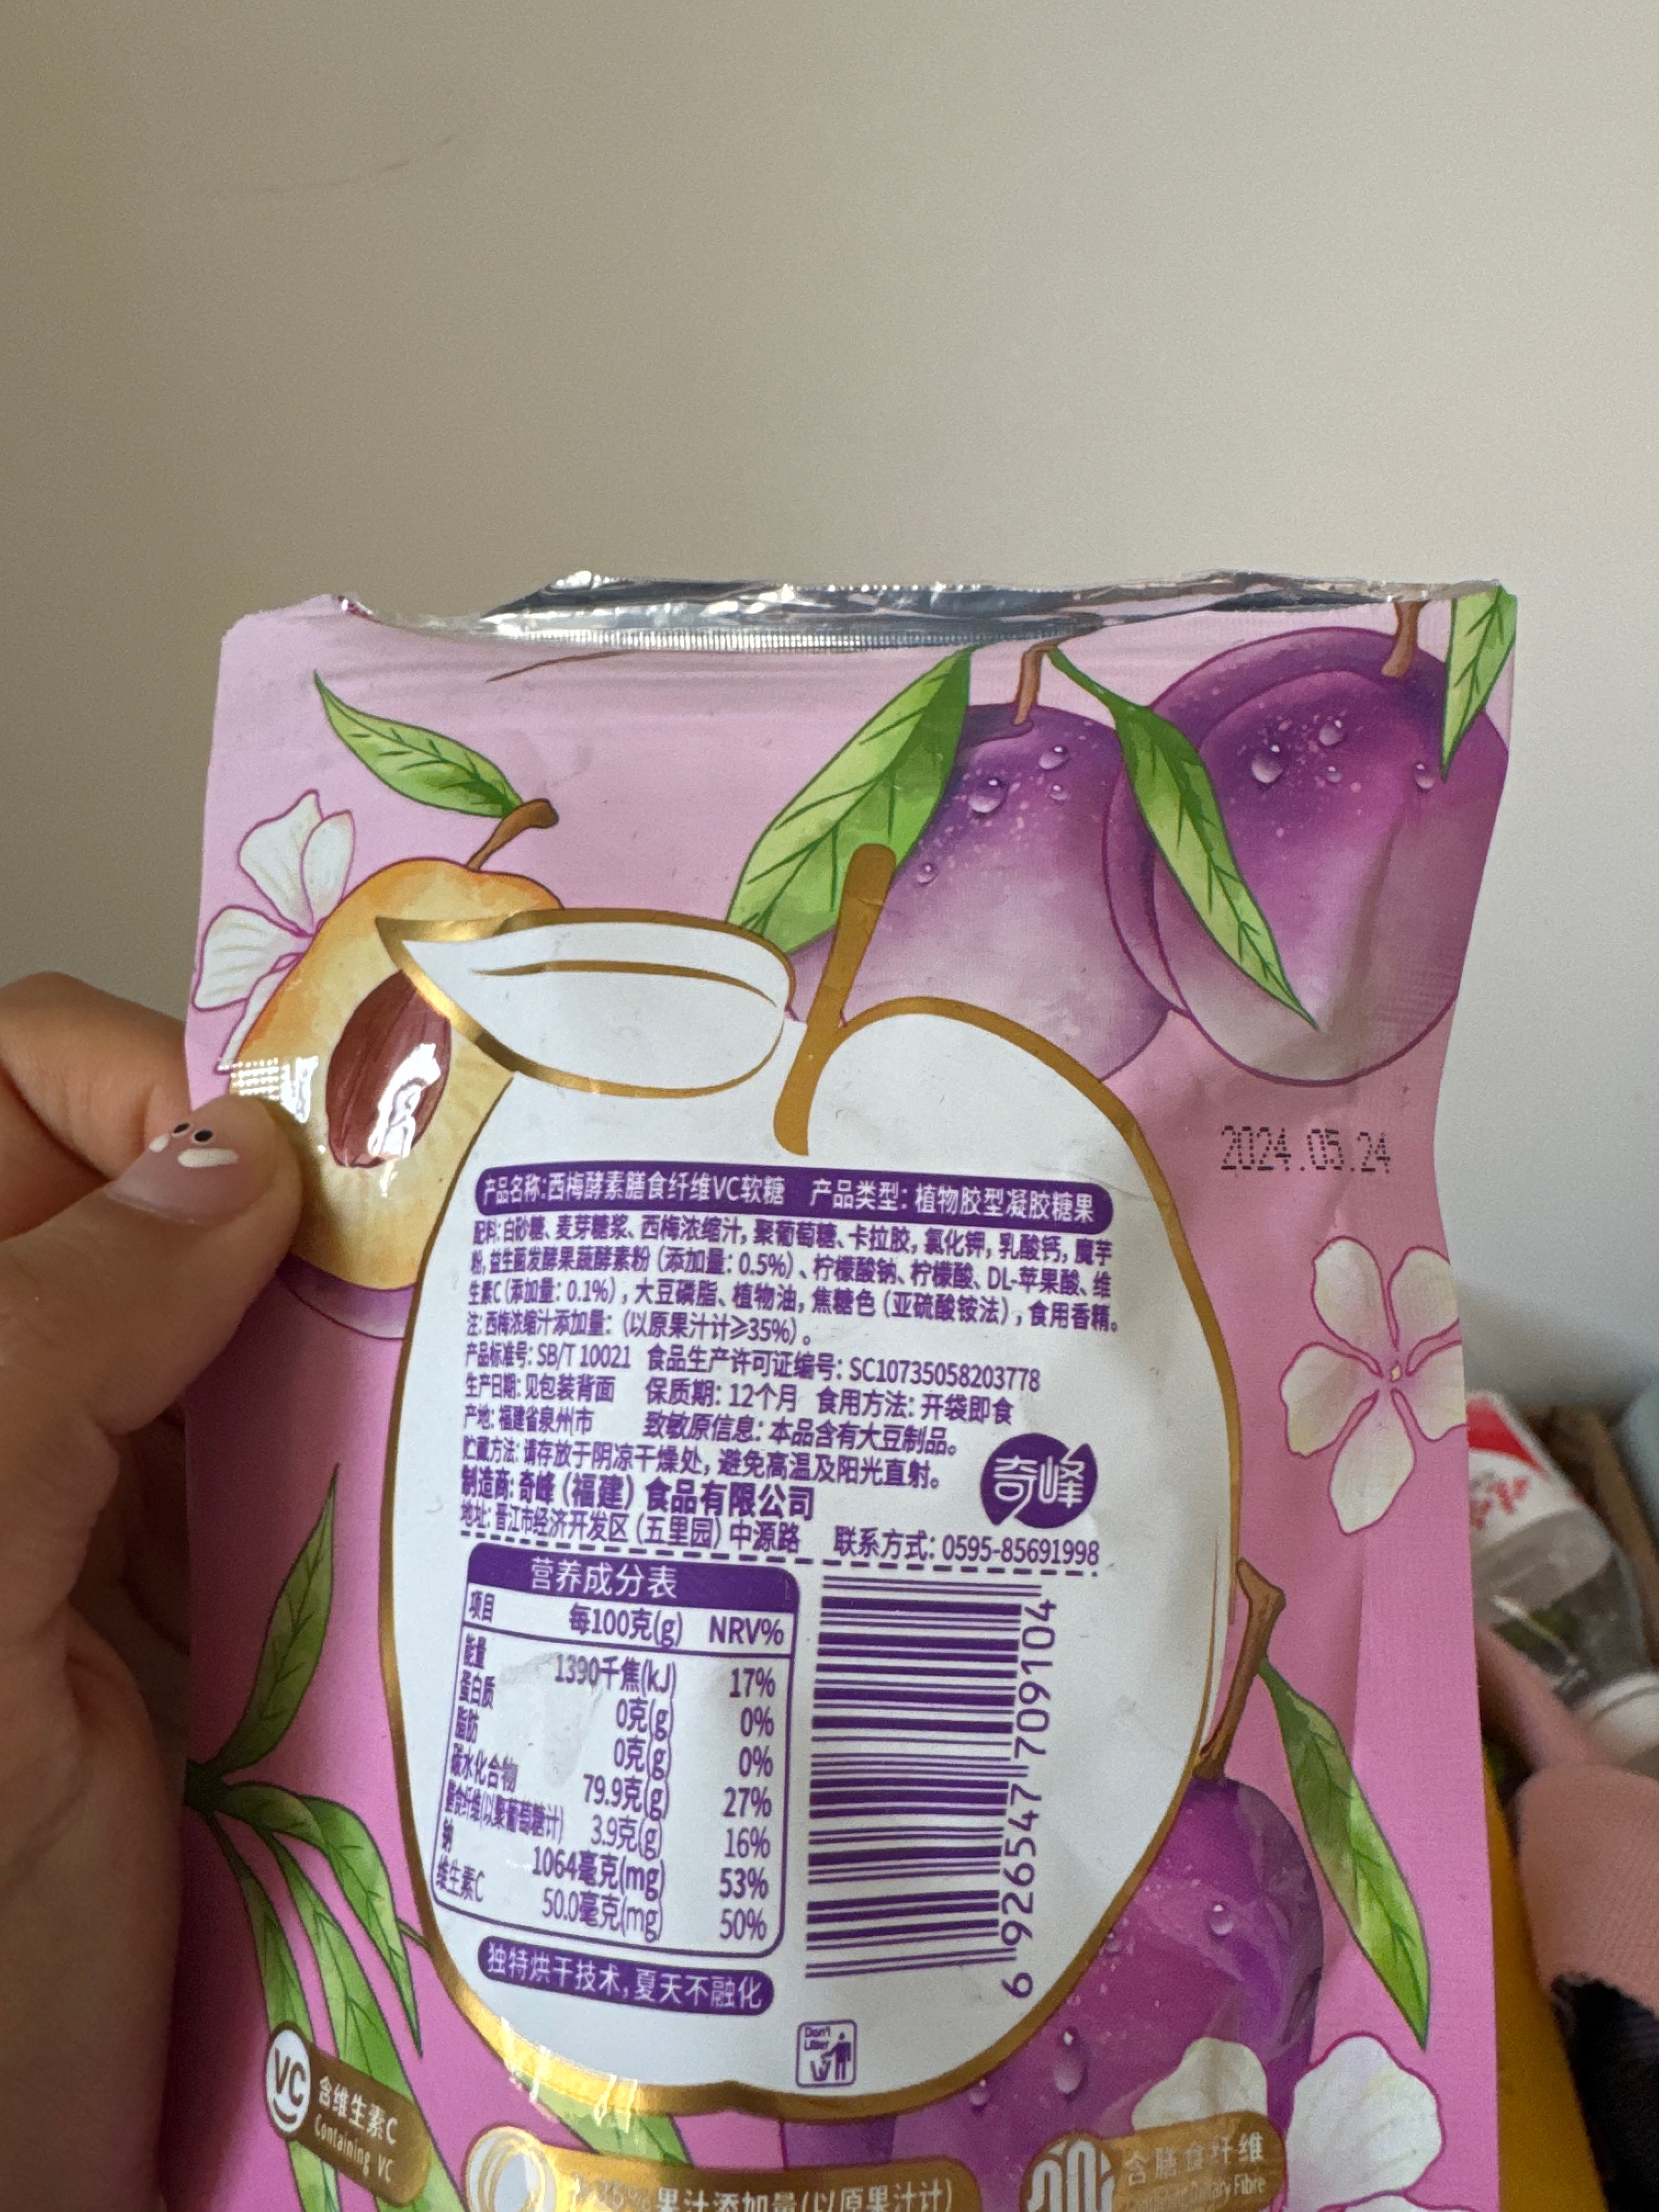 2024.05.24
产品名称:西梅酵素膳食纤维VC软糖 产品类型:植物胶型凝胶糖果
配料:白砂糖、麦芽糖浆、西梅浓缩汁,聚葡萄糖、卡拉胶,氯化钾,乳酸钙,魔芋
粉,益生菌发酵果蔬酵素粉(添加量:0.5%)、柠檬酸钠、柠檬酸、DL-苹果酸、维
生素C(添加量:0.1%),大豆磷脂、植物油,焦糖色(亚硫酸铵法),食用香精。
注:西梅浓缩汁添加量:(以原果汁计≥35%)。
产品标准号:SB/T 10021 食品生产许可证编号:SC10735058203778
生产日期:见包装背面 保质期:12个月 食用方法:开袋即食
产地:福建省泉州市 致敏原信息:本品含有大豆制品。
贮藏方法:请存放于阴凉干燥处,避免高温及阳光直射。
制造商:奇峰(福建)食品有限公司
奇峰
地址:晋江市经济开发区(五里园)中源路 联系方式:0595-85691998
营养成分表
项目 每100克(g) NRV%
能量 1390千焦(kJ) 17%
蛋白质 0克(g) 0%
脂肪 0克(g) 0%
碳水化合物 79.9克(g) 27%
膳食纤维(以聚葡萄糖计) 3.9克(g) 16%
钠 1064毫克(mg) 53%
维生素C 50.0毫克(mg) 50%
6926547709104
独特烘干技术,夏天不融化
Don't Litter
VC
含维生素C
Containing VC
≥35%果汁添加量(以原果汁计)
含膳食纤维
Dietary Fibre